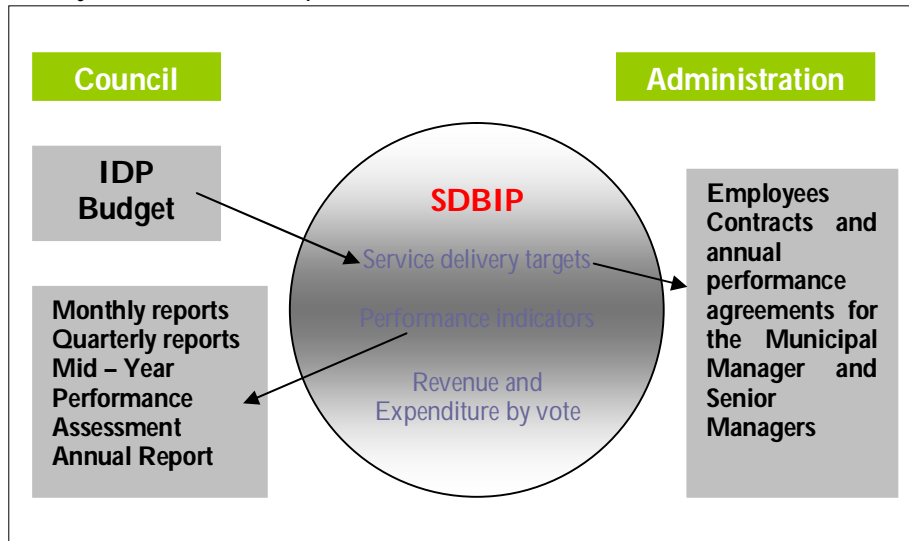 Council
Administration
IDP
Budget
Monthly reports
Quarterly reports
Mid – Year
Performance
Assessment
Annual Report
SDBIP
Service delivery targets
Performance indicators
Revenue and
Expenditure by vote
Employees
Contracts and
annual
performance
agreements for
the Municipal
Manager and
Senior
Managers